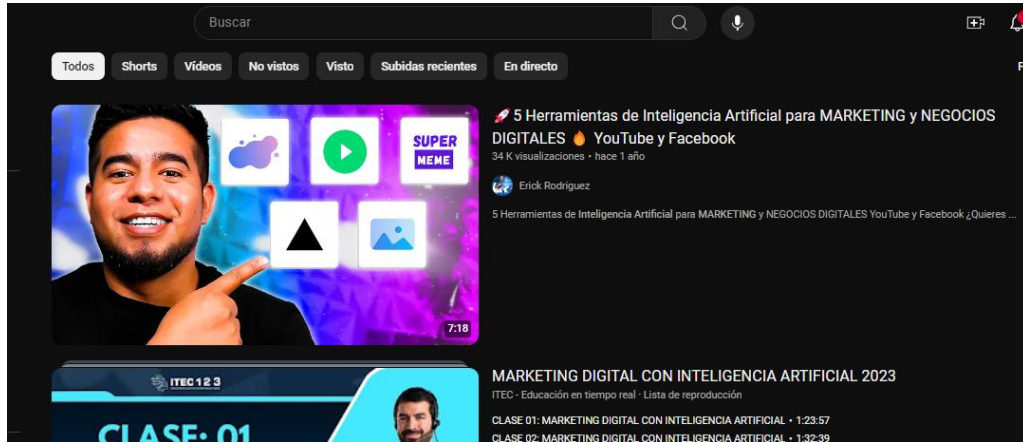 Buscar
Todos
Shorts
Vídeos
No vistos
Visto
Subidas recientes
En directo
SUPER
MEME
7:18
🚀 5 Herramientas de Inteligencia Artificial para MARKETING y NEGOCIOS
DIGITALES 🔥 YouTube y Facebook
34 K visualizaciones • hace 1 año
Erick Rodriguez
5 Herramientas de Inteligencia Artificial para MARKETING y NEGOCIOS DIGITALES YouTube y Facebook ¿Quieres ...
ITEC 1 2 3
CLASE: 01
MARKETING DIGITAL CON INTELIGENCIA ARTIFICIAL 2023
ITEC - Educación en tiempo real · Lista de reproducción
CLASE 01: MARKETING DIGITAL CON INTELIGENCIA ARTIFICIAL • 1:23:57
CLASE 02: MARKETING DIGITAL CON INTELIGENCIA ARTIFICIAL • 1:32:39